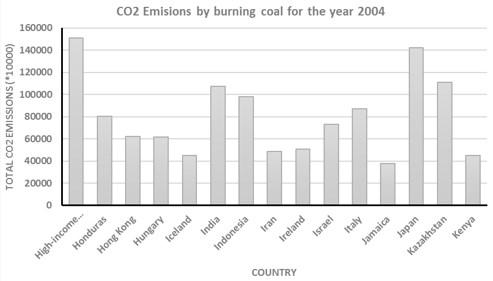 CO2 Emisions by burning coal for the year 2004
TOTAL CO2 EMISSIONS (*10000)
160000
140000
120000
100000
80000
60000
40000
20000
0
High-income...
Honduras
Hong Kong
Hungary
Iceland
India
Indonesia
Iran
Ireland
Israel
Italy
Jamaica
Japan
Kazakhstan
Kenya
COUNTRY